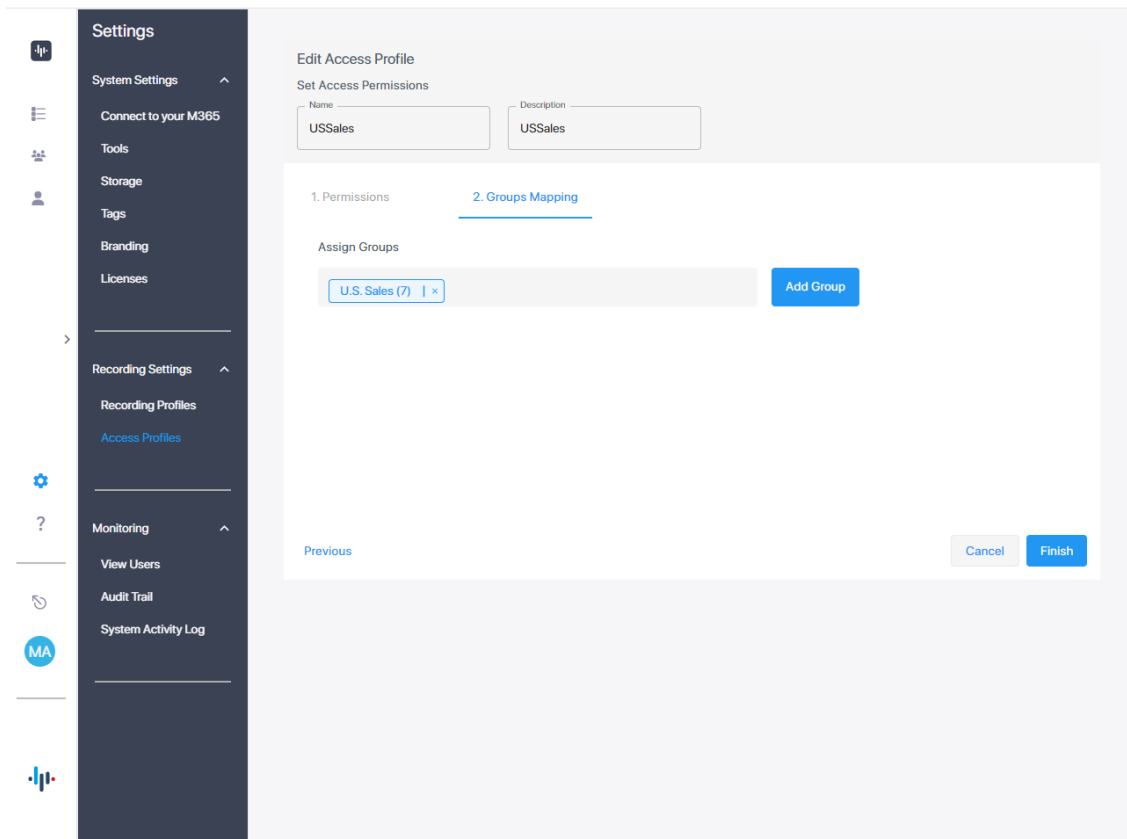 Settings
System Settings
Connect to your M365
Tools
Storage
Tags
Branding
Licenses
Recording Settings
Recording Profiles
Access Profiles
Monitoring
View Users
Audit Trail
System Activity Log
?
MA
Edit Access Profile
Set Access Permissions
Name
USSales
Description
USSales
1. Permissions
2. Groups Mapping
Assign Groups
U.S. Sales (7) | ×
Add Group
Previous
Cancel
Finish